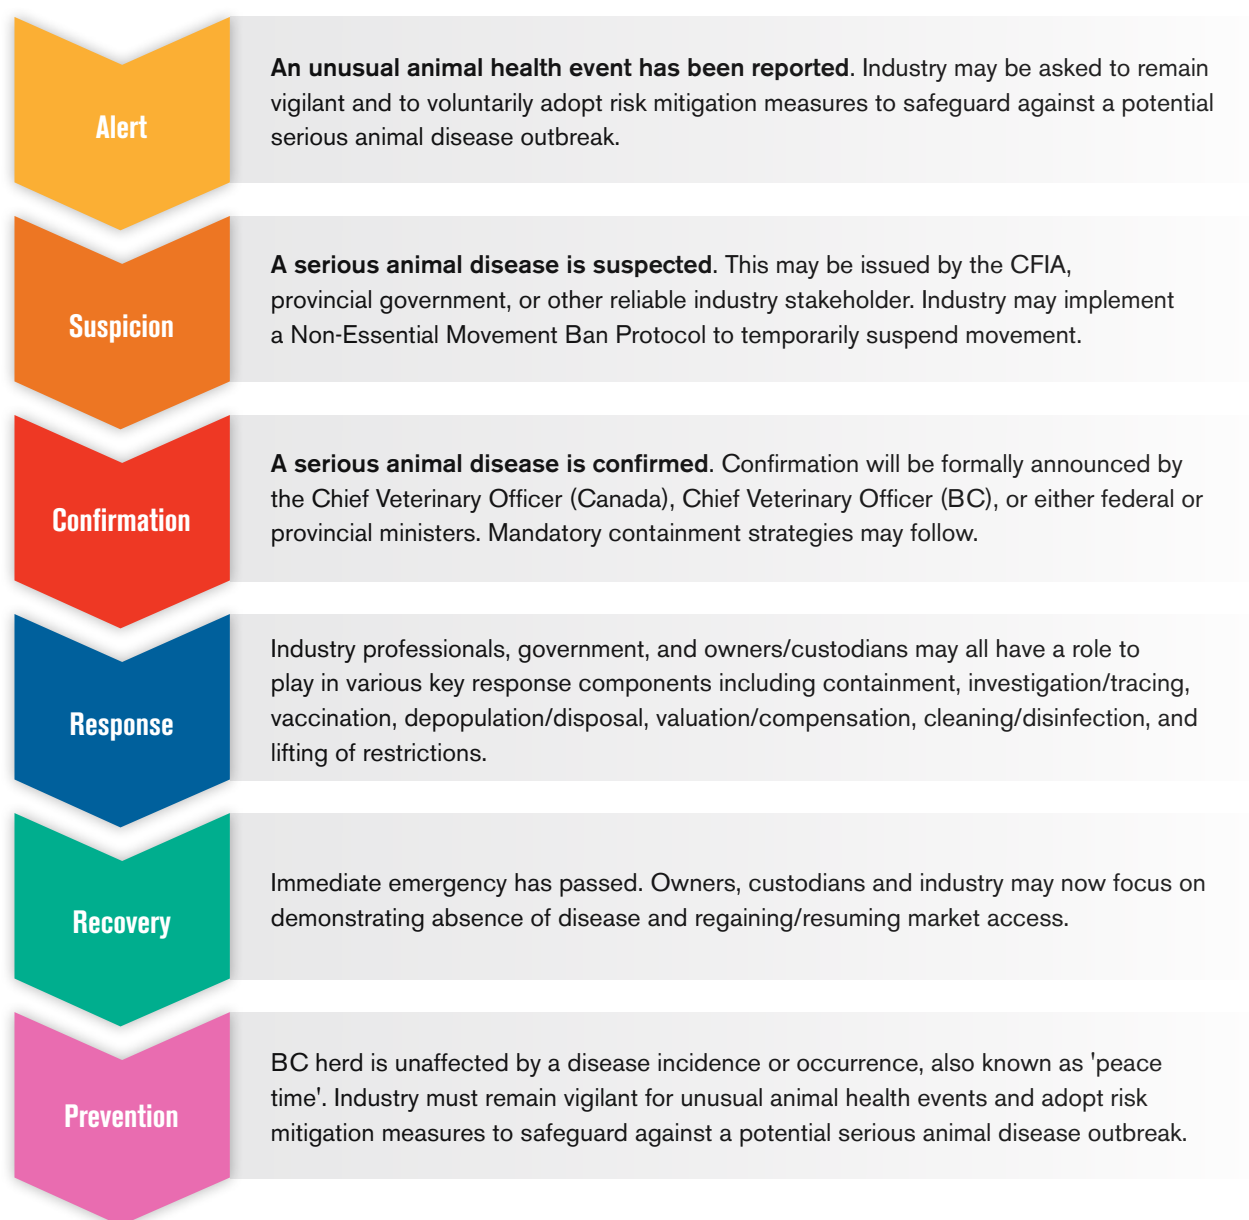 Alert
An unusual animal health event has been reported. Industry may be asked to remain
vigilant and to voluntarily adopt risk mitigation measures to safeguard against a potential
serious animal disease outbreak.
Suspicion
A serious animal disease is suspected. This may be issued by the CFIA,
provincial government, or other reliable industry stakeholder. Industry may implement
a Non-Essential Movement Ban Protocol to temporarily suspend movement.
Confirmation
A serious animal disease is confirmed. Confirmation will be formally announced by
the Chief Veterinary Officer (Canada), Chief Veterinary Officer (BC), or either federal or
provincial ministers. Mandatory containment strategies may follow.
Response
Industry professionals, government, and owners/custodians may all have a role to
play in various key response components including containment, investigation/tracing,
vaccination, depopulation/disposal, valuation/compensation, cleaning/disinfection, and
lifting of restrictions.
Recovery
Immediate emergency has passed. Owners, custodians and industry may now focus on
demonstrating absence of disease and regaining/resuming market access.
Prevention
BC herd is unaffected by a disease incidence or occurrence, also known as 'peace
time'. Industry must remain vigilant for unusual animal health events and adopt risk
mitigation measures to safeguard against a potential serious animal disease outbreak.